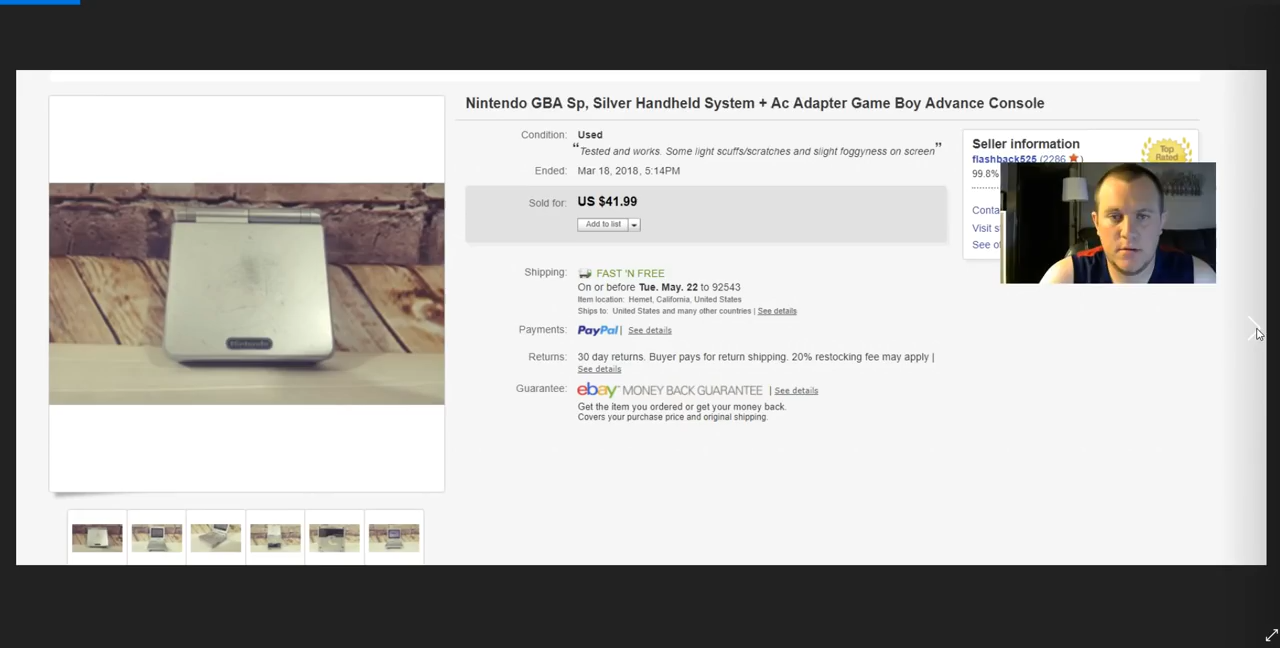 Nintendo GBA Sp, Silver Handheld System + Ac Adapter Game Boy Advance Console
Condition: Used
“Tested and works. Some light scuffs/scratches and slight foggyness on screen”
Ended: Mar 18, 2018, 5:14PM
Sold for: US $41.99
Add to list
Shipping: FAST 'N FREE
On or before Tue. May. 22 to 92543
Item location: Hemet, California, United States
Ships to: United States and many other countries | See details
Payments: PayPal | See details
Returns: 30 day returns. Buyer pays for return shipping. 20% restocking fee may apply |
See details
Guarantee: ebay MONEY BACK GUARANTEE | See details
Get the item you ordered or get your money back.
Covers your purchase price and original shipping.
Seller information
Top
Rated
flashback525 (2286
99.8%
Conta
Visit s
See o
Nintendo